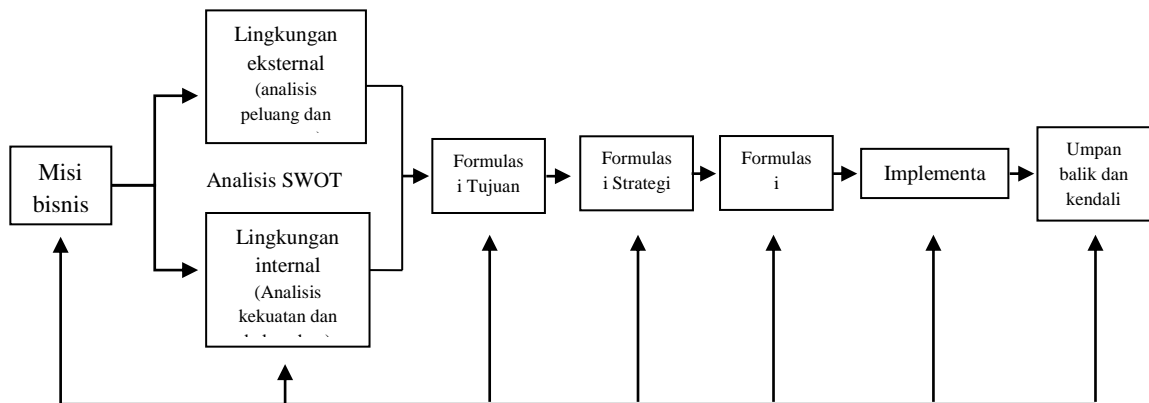 Misi
bisnis
Lingkungan
eksternal
(analisis
peluang dan
Analisis SWOT
Lingkungan
internal
(Analisis
kekuatan dan
Formulas
i Tujuan
Formulas
i Strategi
Formulas
i
Implementa
Umpan
balik dan
kendali